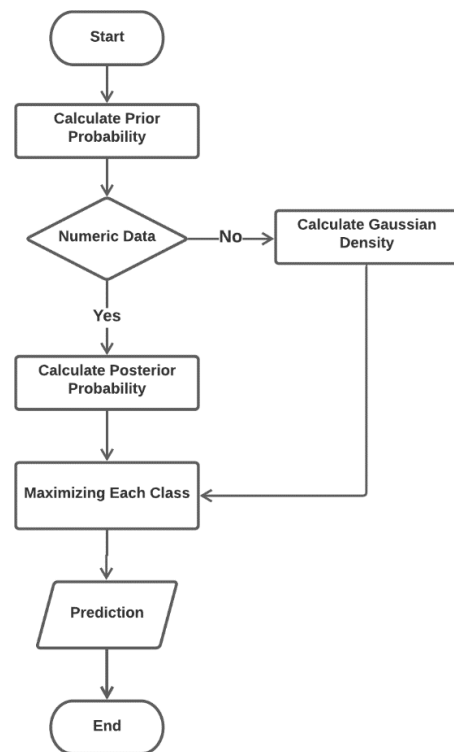 Start
Calculate Prior
Probability
Numeric Data
No
Calculate Gaussian
Density
Yes
Calculate Posterior
Probability
Maximizing Each Class
Prediction
End